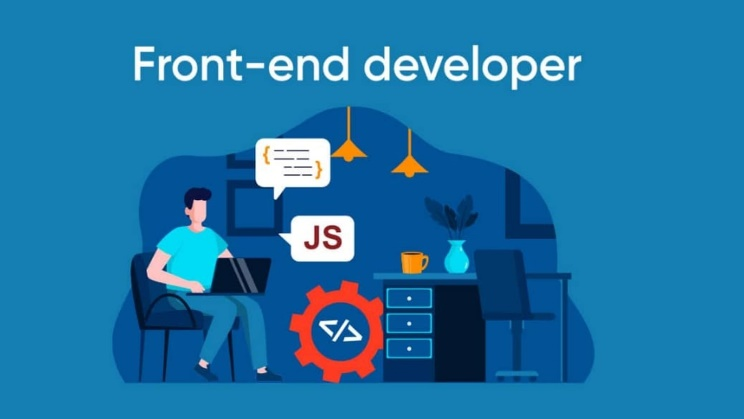 Front-end developer
{
}
JS
</>